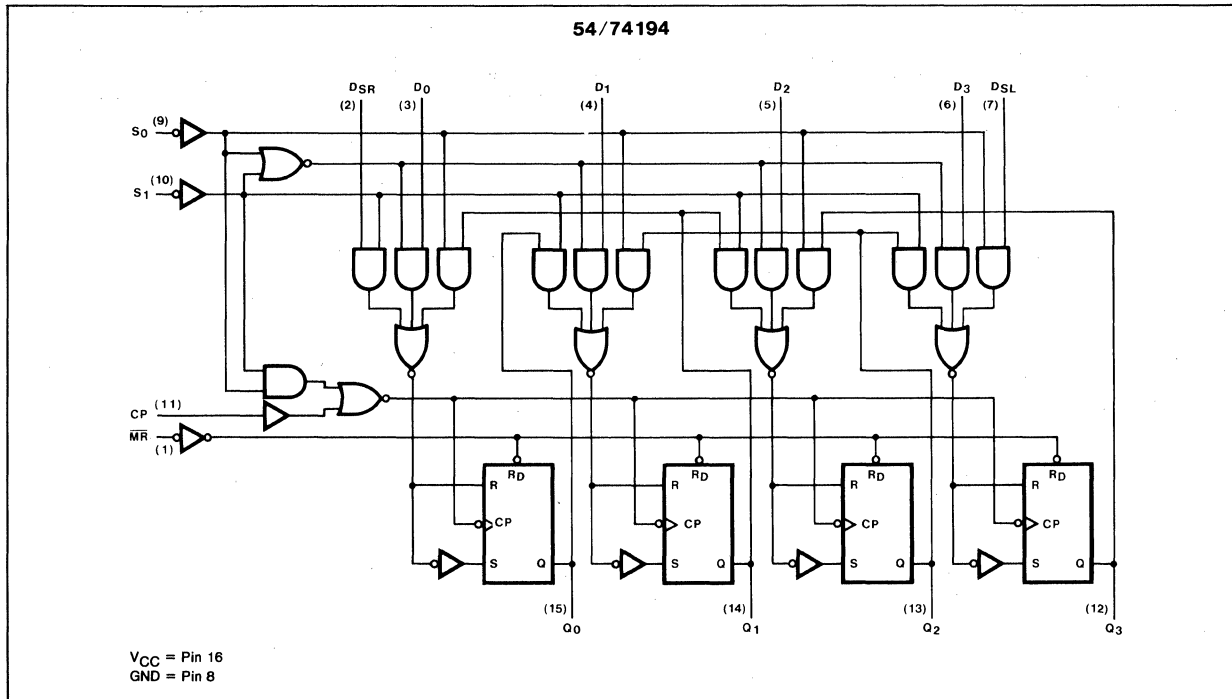 54/74194
DSR D0 D1 D2 D3 DSL
(2) (3) (4) (5) (6) (7)
S0 (9)
S1 (10)
CP (11)
MR
(1)
RD RD RD RD
R R R R
CP CP CP CP
S Q S Q S Q S Q
(15) (14) (13) (12)
Q0 Q1 Q2 Q3
VCC = Pin 16
GND = Pin 8